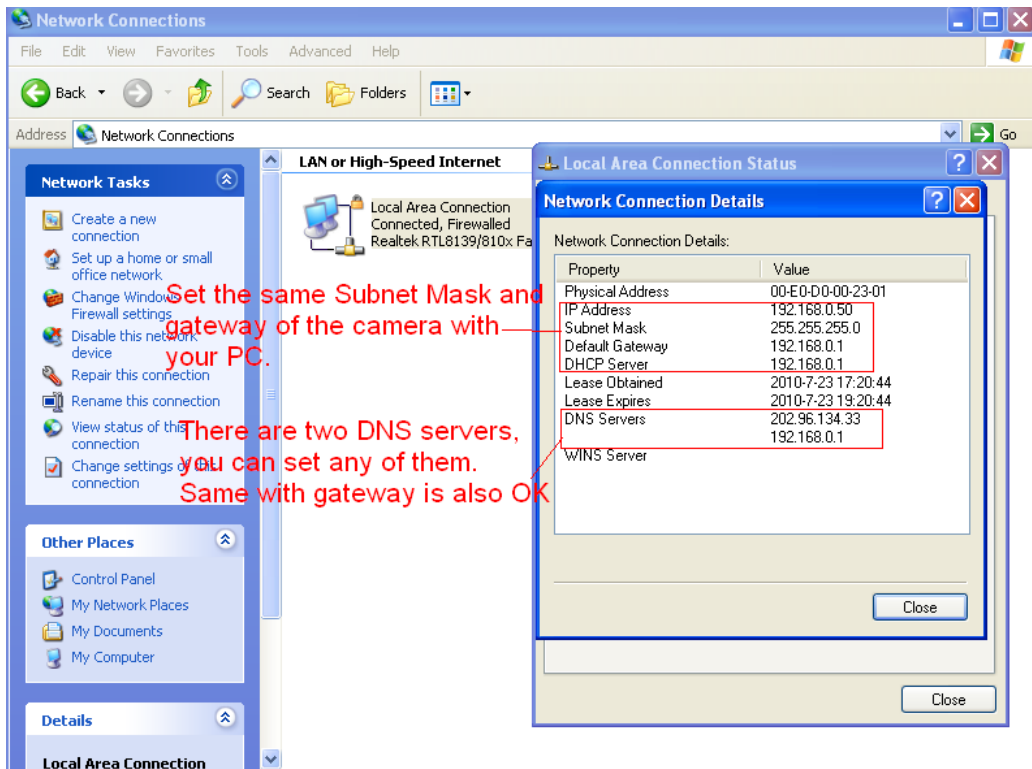 Network Connections
File Edit View Favorites Tools Advanced Help
Back Search Folders
Address Network Connections Go
Network Tasks
Create a new
connection
Set up a home or small
office network
Change Windows
Firewall settings
Disable this network
device
Repair this connection
Rename this connection
View status of this
connection
Change settings of this
connection
Other Places
Control Panel
My Network Places
My Documents
My Computer
Details
Local Area Connection
LAN or High-Speed Internet
Local Area Connection
Connected, Firewalled
Realtek RTL8139/810x Fa
Set the same Subnet Mask and
gateway of the camera with
your PC.
There are two DNS servers,
you can set any of them.
Same with gateway is also OK
Local Area Connection Status
Network Connection Details
Network Connection Details:
Property Value
Physical Address 00-E0-D0-00-23-01
IP Address 192.168.0.50
Subnet Mask 255.255.255.0
Default Gateway 192.168.0.1
DHCP Server 192.168.0.1
Lease Obtained 2010-7-23 17:20:44
Lease Expires 2010-7-23 19:20:44
DNS Servers 202.96.134.33
192.168.0.1
WINS Server
Close
Close